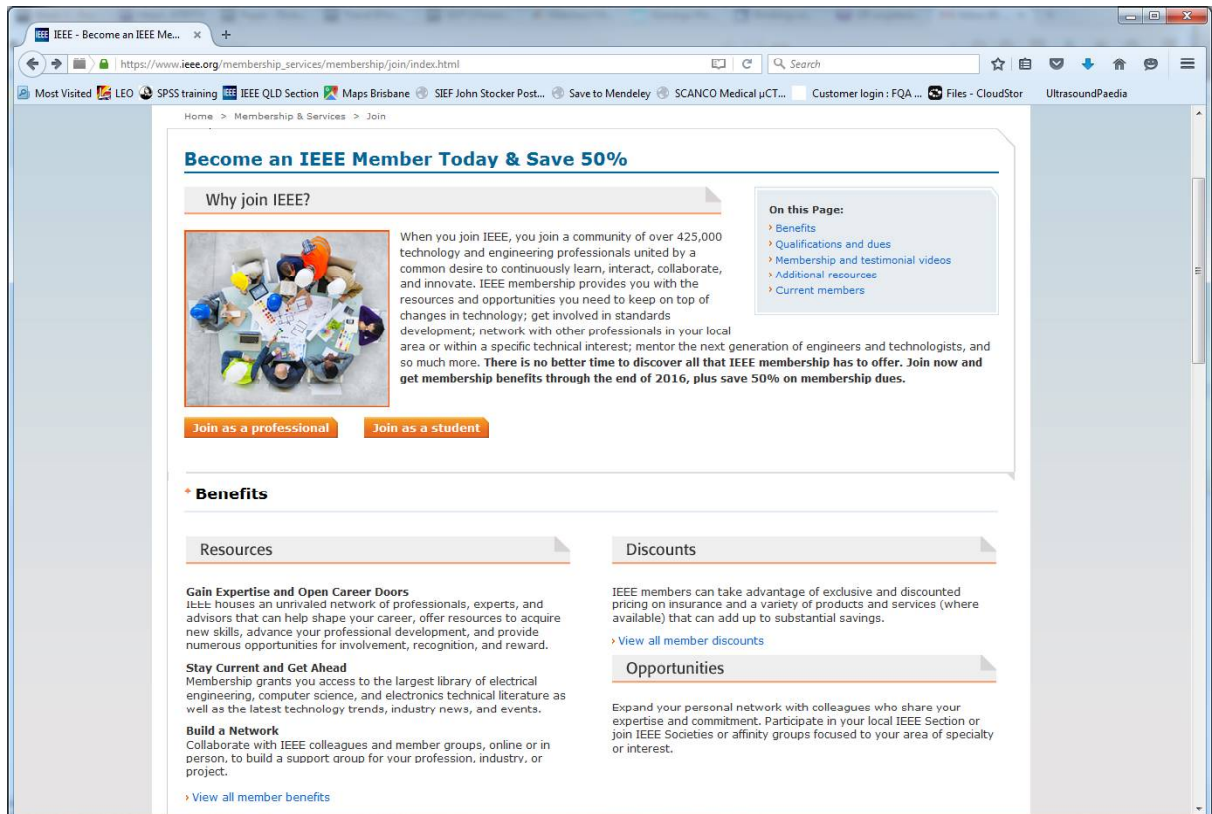 IEEE - Become an IEEE Me...
https://www.ieee.org/membership_services/membership/join/index.html
Search
Most Visited LEO SPSS training IEEE QLD Section Maps Brisbane SIEF John Stocker Post... Save to Mendeley SCANCO Medical µCT... Customer login : FQA ... Files - CloudStor UltrasoundPaedia
Home > Membership & Services > Join
Become an IEEE Member Today & Save 50%
Why join IEEE?
When you join IEEE, you join a community of over 425,000
technology and engineering professionals united by a
common desire to continuously learn, interact, collaborate,
and innovate. IEEE membership provides you with the
resources and opportunities you need to keep on top of
changes in technology; get involved in standards
development; network with other professionals in your local
area or within a specific technical interest; mentor the next generation of engineers and technologists, and
so much more. There is no better time to discover all that IEEE membership has to offer. Join now and
get membership benefits through the end of 2016, plus save 50% on membership dues.
On this Page:
Benefits
Qualifications and dues
Membership and testimonial videos
Additional resources
Current members
Join as a professional
Join as a student
Benefits
Resources
Gain Expertise and Open Career Doors
IEEE houses an unrivaled network of professionals, experts, and
advisors that can help shape your career, offer resources to acquire
new skills, advance your professional development, and provide
numerous opportunities for involvement, recognition, and reward.
Stay Current and Get Ahead
Membership grants you access to the largest library of electrical
engineering, computer science, and electronics technical literature as
well as the latest technology trends, industry news, and events.
Build a Network
Collaborate with IEEE colleagues and member groups, online or in
person, to build a support group for your profession, industry, or
project.
View all member benefits
Discounts
IEEE members can take advantage of exclusive and discounted
pricing on insurance and a variety of products and services (where
available) that can add up to substantial savings.
View all member discounts
Opportunities
Expand your personal network with colleagues who share your
expertise and commitment. Participate in your local IEEE Section or
join IEEE Societies or affinity groups focused to your area of specialty
or interest.